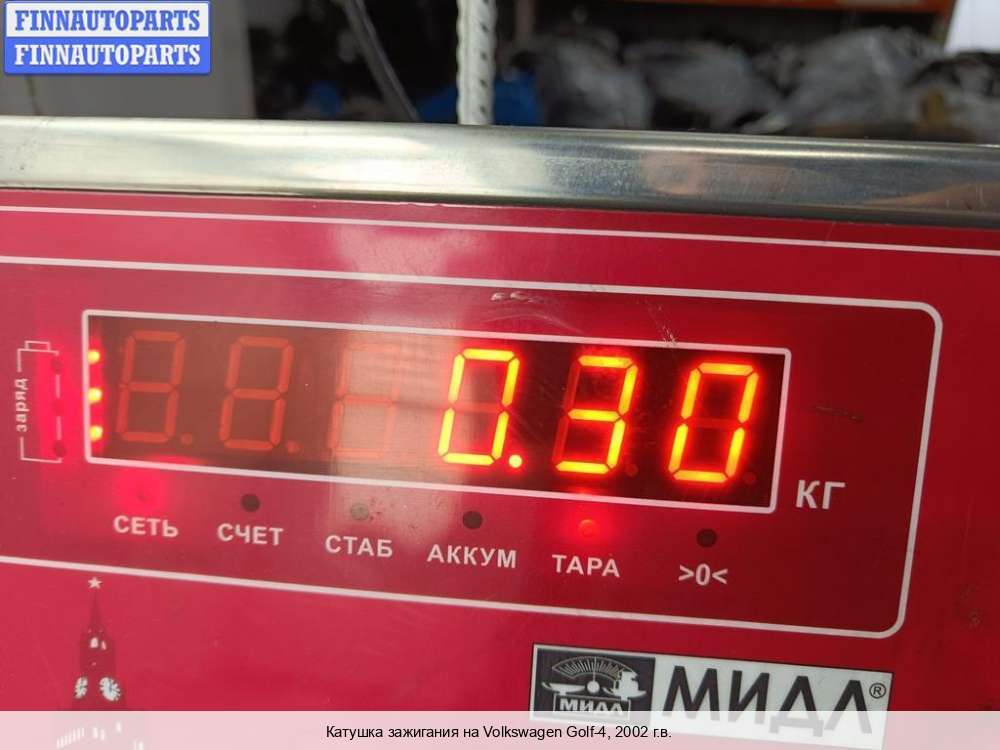 FINNAUTOPARTS
FINNAUTOPARTS
заряд
0.30
КГ
СЕТЬ СЧЕТ СТАБ АККУМ ТАРА >0<
МИДЛ
МИДЛ®
Катушка зажигания на Volkswagen Golf-4, 2002 г.в.